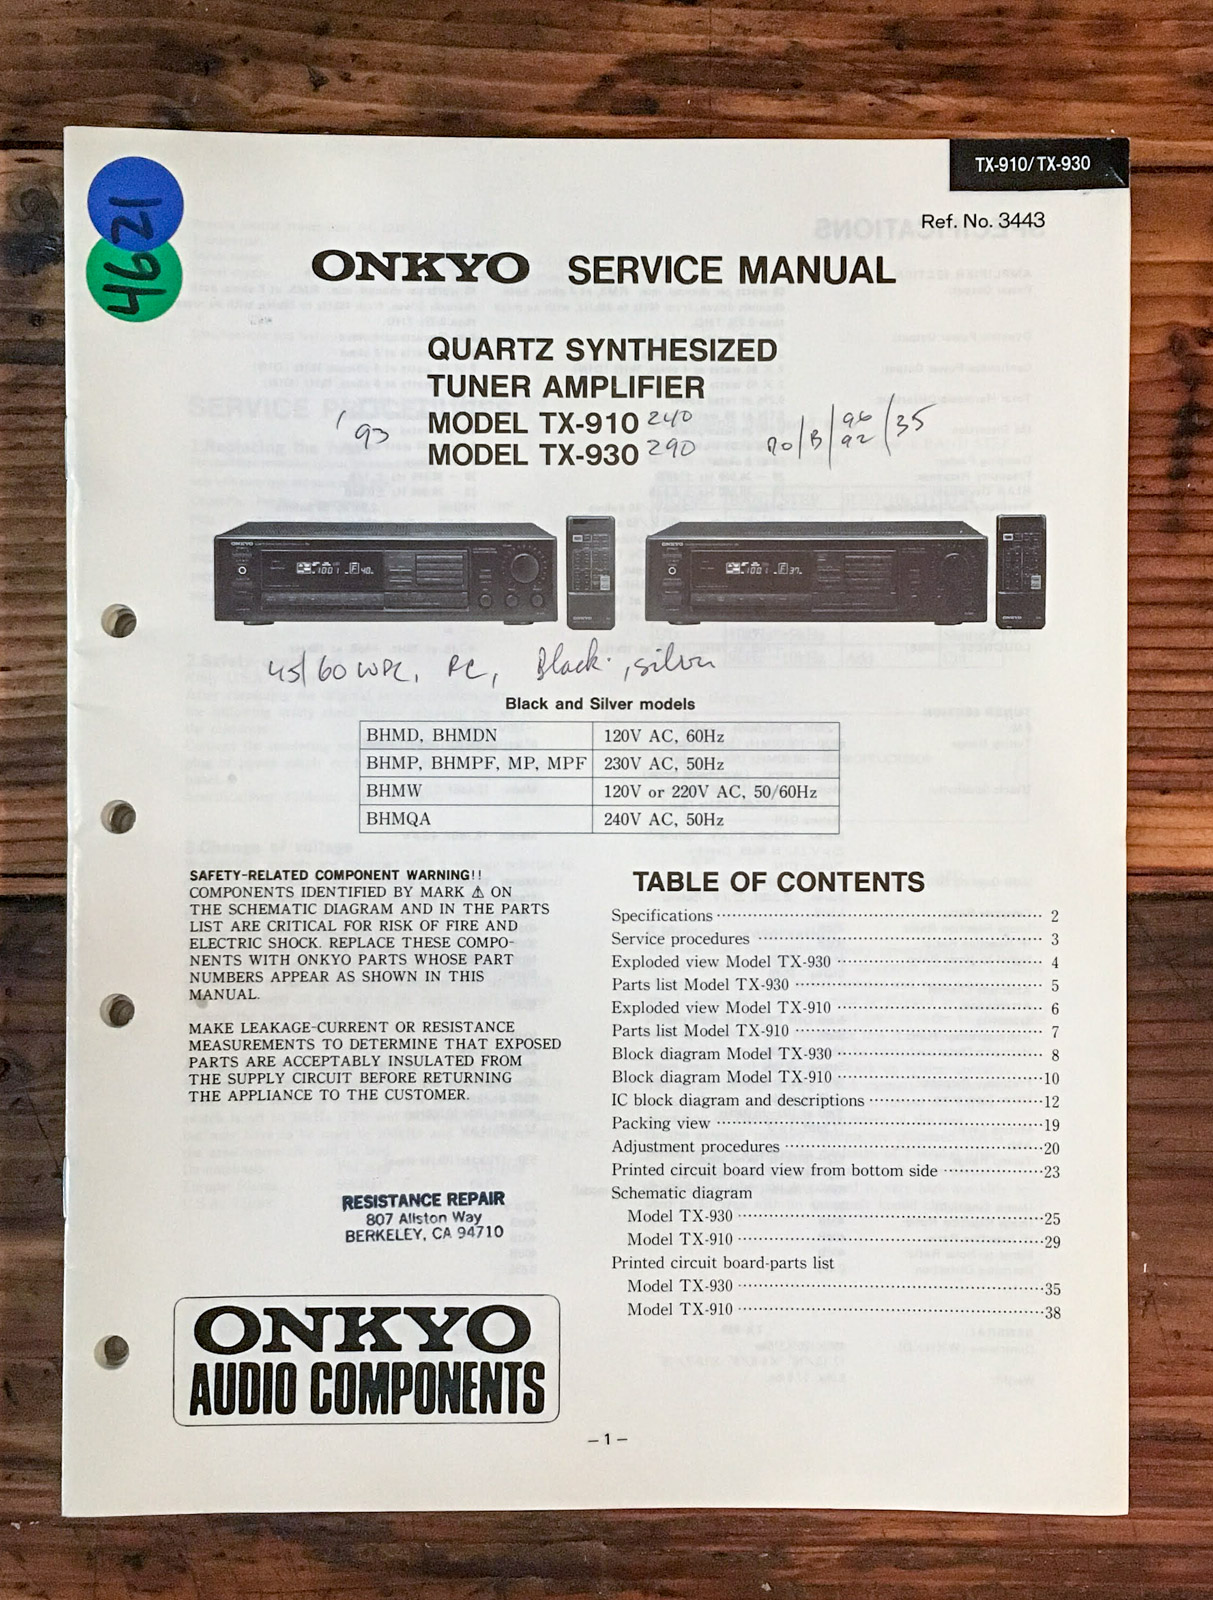 TX-910/TX-930
4621
Ref. No. 3443
ONKYO SERVICE MANUAL
QUARTZ SYNTHESIZED
TUNER AMPLIFIER
MODEL TX-910 240
MODEL TX-930 290
'93
/B/ 96 92 /35
ONKYO
ONKYO
ONKYO
ONKYO
45/60 WPC, RC, Black, silver
Black and Silver models
BHMD, BHMDN 120V AC, 60Hz
BHMP, BHMPF, MP, MPF 230V AC, 50Hz
BHMW 120V or 220V AC, 50/60Hz
BHMQA 240V AC, 50Hz
SAFETY-RELATED COMPONENT WARNING!!
COMPONENTS IDENTIFIED BY MARK ⚠ ON
THE SCHEMATIC DIAGRAM AND IN THE PARTS
LIST ARE CRITICAL FOR RISK OF FIRE AND
ELECTRIC SHOCK. REPLACE THESE COMPO-
NENTS WITH ONKYO PARTS WHOSE PART
NUMBERS APPEAR AS SHOWN IN THIS
MANUAL.
MAKE LEAKAGE-CURRENT OR RESISTANCE
MEASUREMENTS TO DETERMINE THAT EXPOSED
PARTS ARE ACCEPTABLY INSULATED FROM
THE SUPPLY CIRCUIT BEFORE RETURNING
THE APPLIANCE TO THE CUSTOMER.
RESISTANCE REPAIR
807 Allston Way
BERKELEY, CA 94710
ONKYO
AUDIO COMPONENTS
TABLE OF CONTENTS
Specifications 2
Service procedures 3
Exploded view Model TX-930 4
Parts list Model TX-930 5
Exploded view Model TX-910 6
Parts list Model TX-910 7
Block diagram Model TX-930 8
Block diagram Model TX-910 10
IC block diagram and descriptions 12
Packing view 19
Adjustment procedures 20
Printed circuit board view from bottom side 23
Schematic diagram
Model TX-930 25
Model TX-910 29
Printed circuit board-parts list
Model TX-930 35
Model TX-910 38
– 1 –